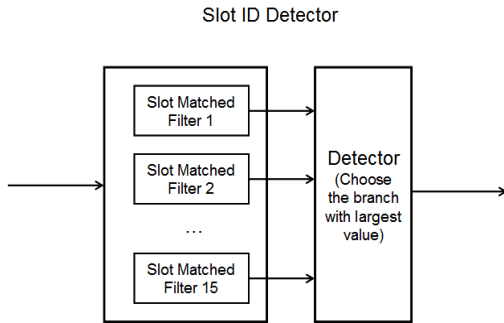 Slot ID Detector
Slot Matched
Filter 1
Slot Matched
Filter 2
...
Slot Matched
Filter 15
Detector
(Choose
the branch
with largest
value)